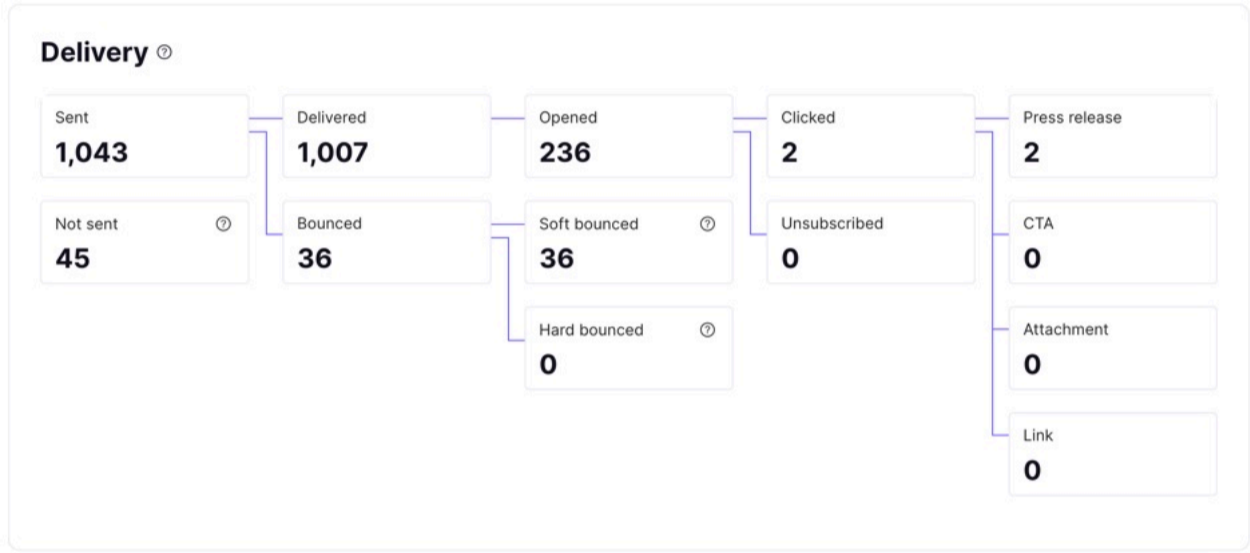 Delivery
Sent
1,043
Delivered
1,007
Opened
236
Clicked
2
Press release
2
Not sent
45
Bounced
36
Soft bounced
36
Unsubscribed
0
CTA
0
Hard bounced
0
Attachment
0
Link
0